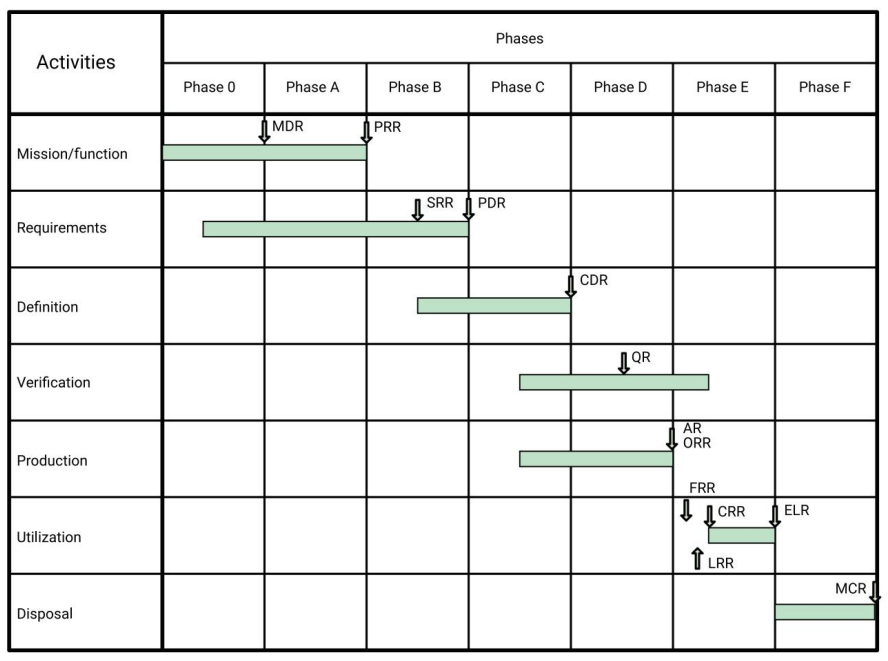 Activities
Phases
Phase 0
Phase A
Phase B
Phase C
Phase D
Phase E
Phase F
Mission/function
MDR
PRR
Requirements
SRR
PDR
Definition
CDR
Verification
QR
Production
AR
ORR
Utilization
FRR
CRR
ELR
LRR
Disposal
MCR